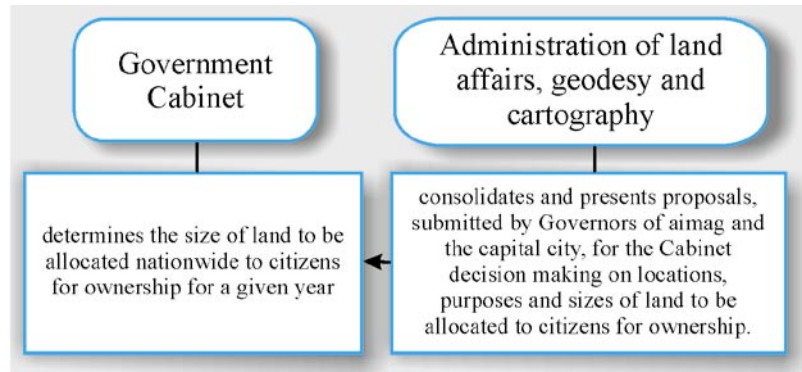 Government
Cabinet
Administration of land
affairs, geodesy and
cartography
determines the size of land to be
allocated nationwide to citizens
for ownership for a given year
consolidates and presents proposals,
submitted by Governors of aimag and
the capital city, for the Cabinet
decision making on locations,
purposes and sizes of land to be
allocated to citizens for ownership.